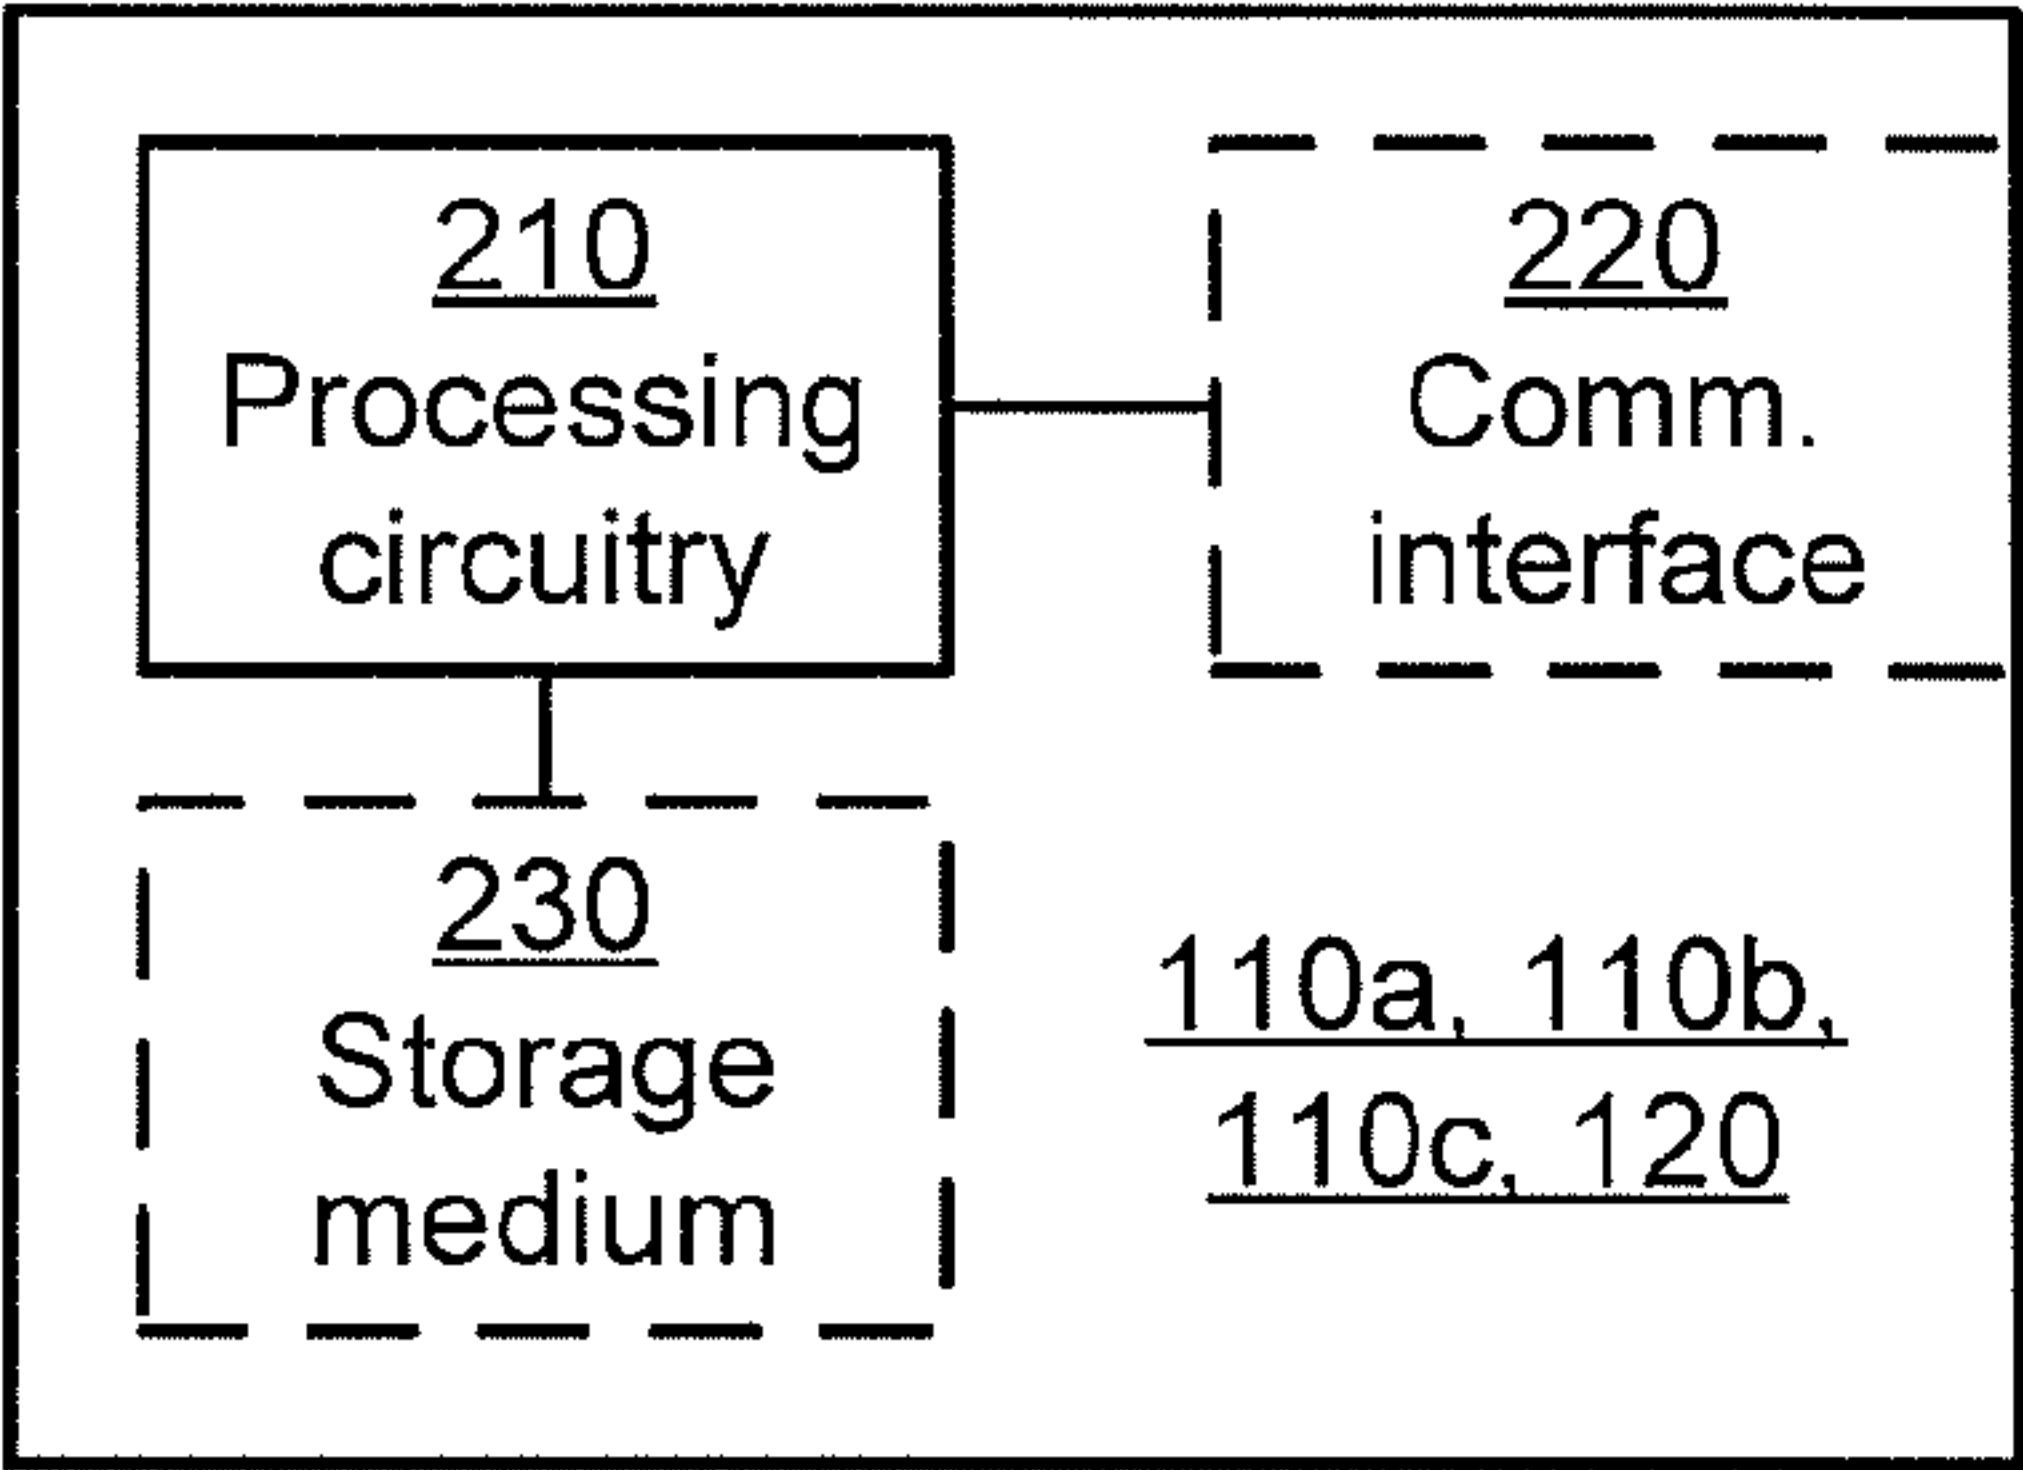 210
Processing
circuitry
220
Comm.
interface
230
Storage
medium
110a, 110b,
110c, 120